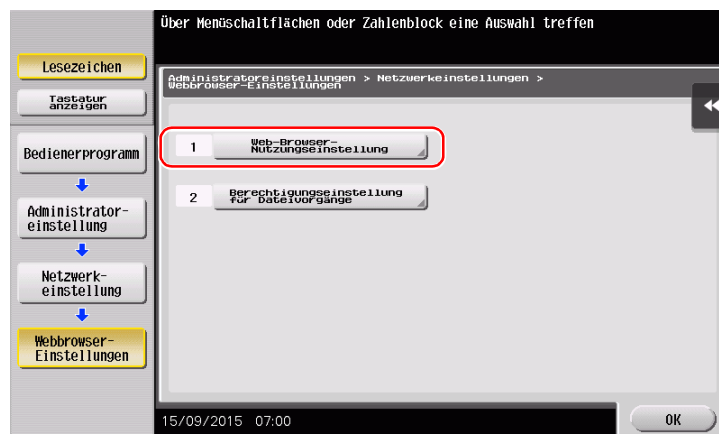 Über Menüschaltflächen oder Zahlenblock eine Auswahl treffen
Lesezeichen
Tastatur
anzeigen
Bedienerprogramm
Administrator-
einstellung
Netzwerk-
einstellung
Webbrowser-
Einstellungen
Administratoreinstellungen > Netzwerkeinstellungen >
Webbrowser-Einstellungen
1 Web-Browser-
Nutzungseinstellung
2 Berechtigungseinstellung
für Dateivorgänge
15/09/2015 07:00
OK